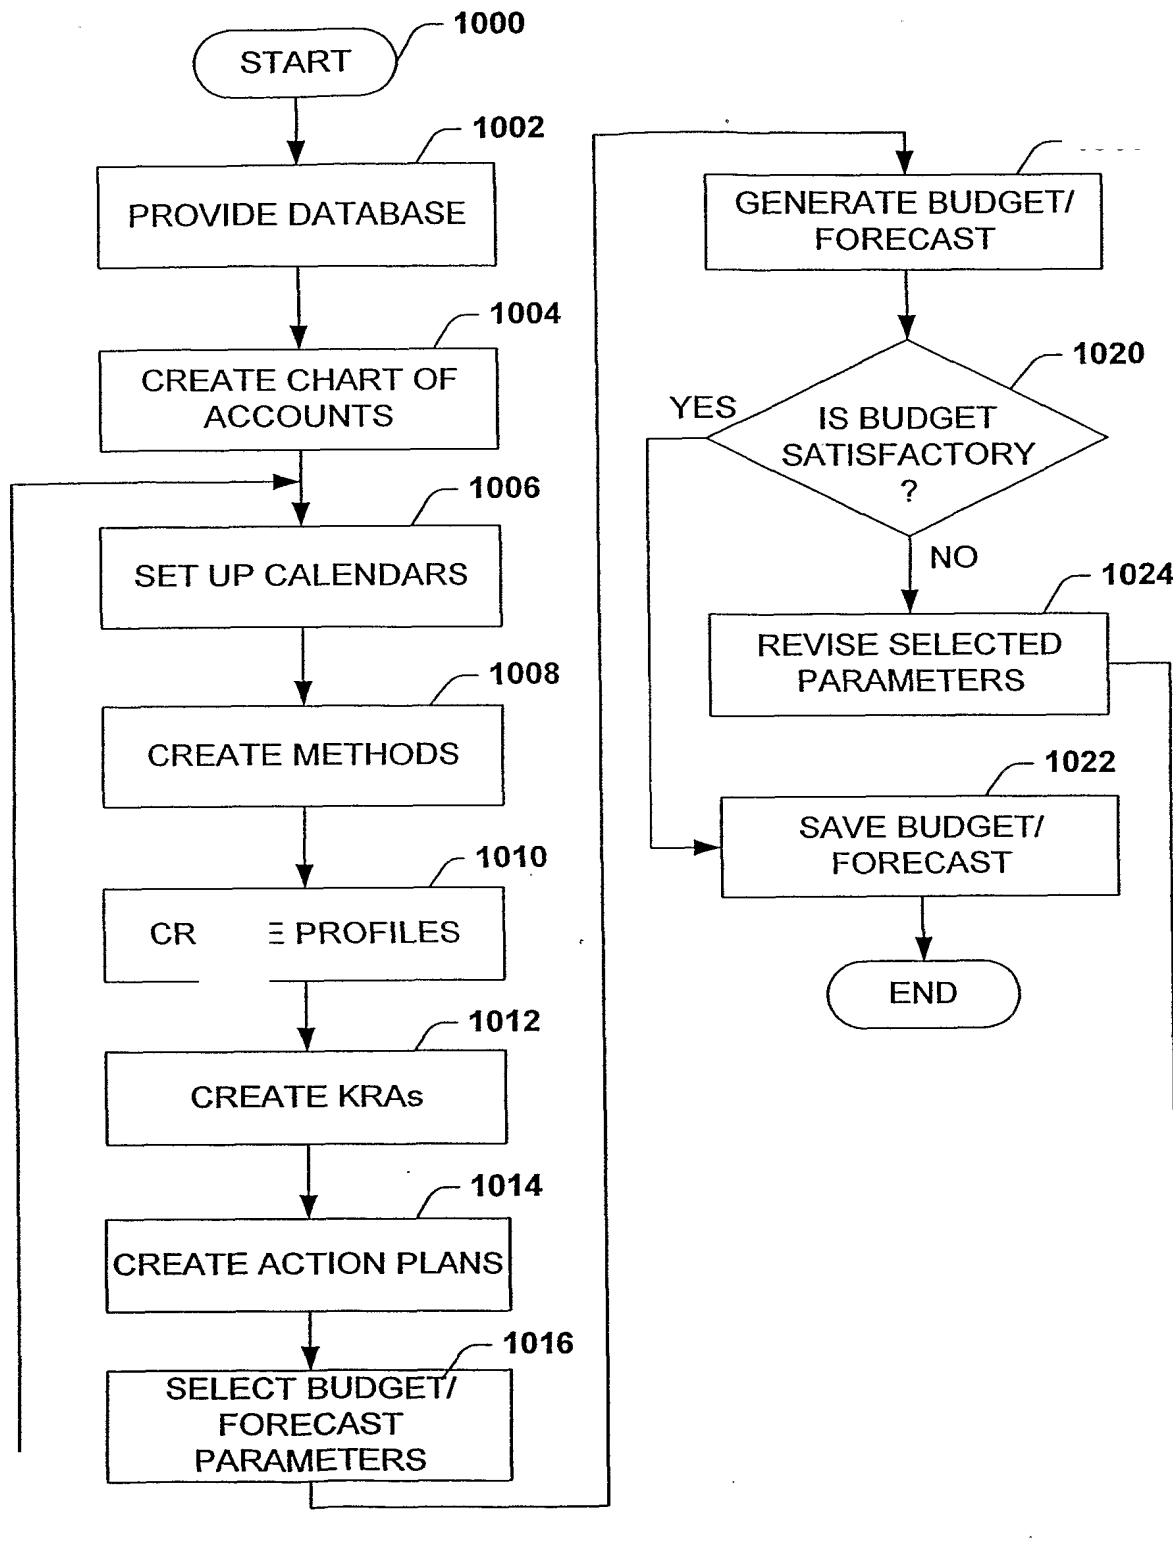 1000
START
1002
PROVIDE DATABASE
1004
CREATE CHART OF
ACCOUNTS
1006
SET UP CALENDARS
1008
CREATE METHODS
1010
PROFILES
1012
CREATE KRAs
1014
CREATE ACTION PLANS
1016
SELECT BUDGET/
FORECAST
PARAMETERS
GENERATE BUDGET/
FORECAST
1020
YES
IS BUDGET
SATISFACTORY
?
NO
1024
REVISE SELECTED
PARAMETERS
1022
SAVE BUDGET/
FORECAST
END